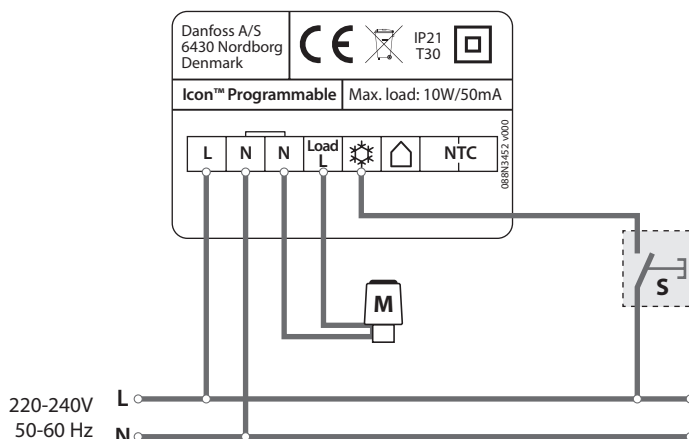 Danfoss A/S
6430 Nordborg
Denmark
CE
IP21
T30
Icon™ Programmable
Max. load: 10W/50mA
L N N Load L NTC
088N3452 v000
M
S
220-240V
50-60 Hz
L
N